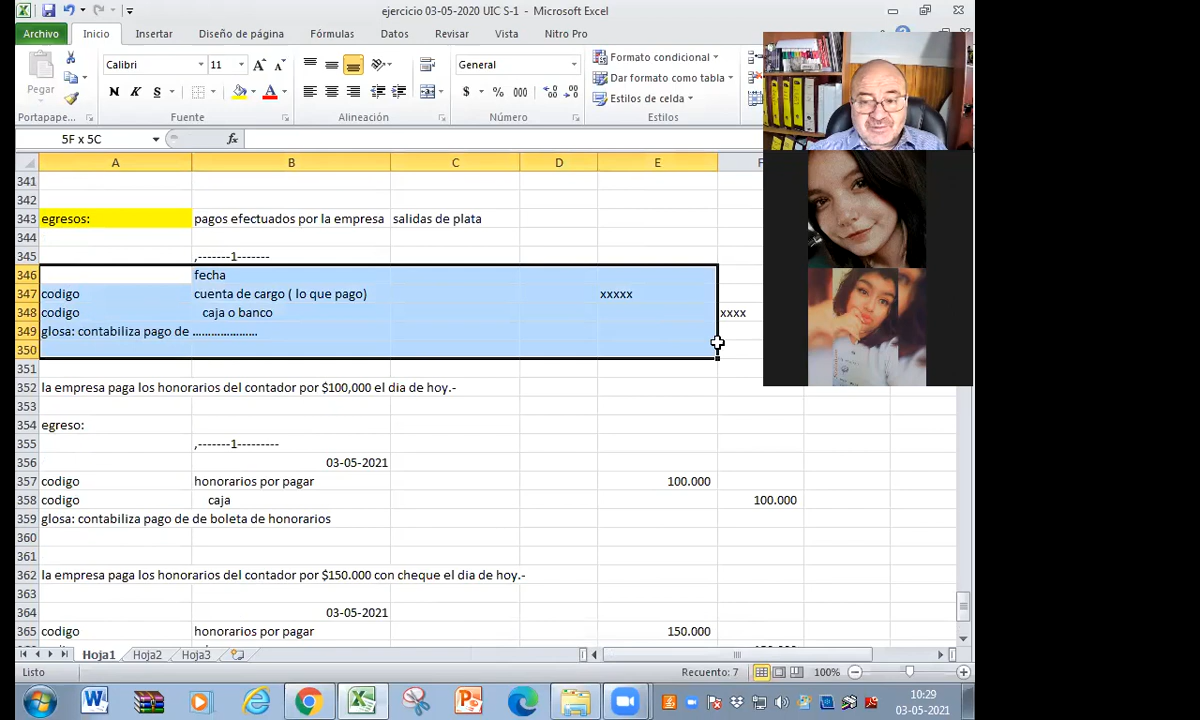 ejercicio 03-05-2020 UIC S-1 - Microsoft Excel
Archivo Inicio Insertar Diseño de página Fórmulas Datos Revisar Vista Nitro Pro
Pegar
Calibri 11
General
Formato condicional
Dar formato como tabla
Estilos de celda
N K S
$ % 000
Portapape... Fuente Alineación Número Estilos
5F x 5C fx
A B C D E F
341
342
343 egresos: pagos efectuados por la empresa salidas de plata
344
345 ,-------1-------
346 fecha
347 codigo cuenta de cargo ( lo que pago) xxxxx
348 codigo caja o banco xxxx
349 glosa: contabiliza pago de .....................
350
351
352 la empresa paga los honorarios del contador por $100,000 el dia de hoy.-
353
354 egreso:
355 ,-------1---------
356 03-05-2021
357 codigo honorarios por pagar 100.000
358 codigo caja 100.000
359 glosa: contabiliza pago de de boleta de honorarios
360
361
362 la empresa paga los honorarios del contador por $150.000 con cheque el dia de hoy.-
363
364 03-05-2021
365 codigo honorarios por pagar 150.000
Hoja1 Hoja2 Hoja3
Listo Recuento: 7 100%
10:29
03-05-2021